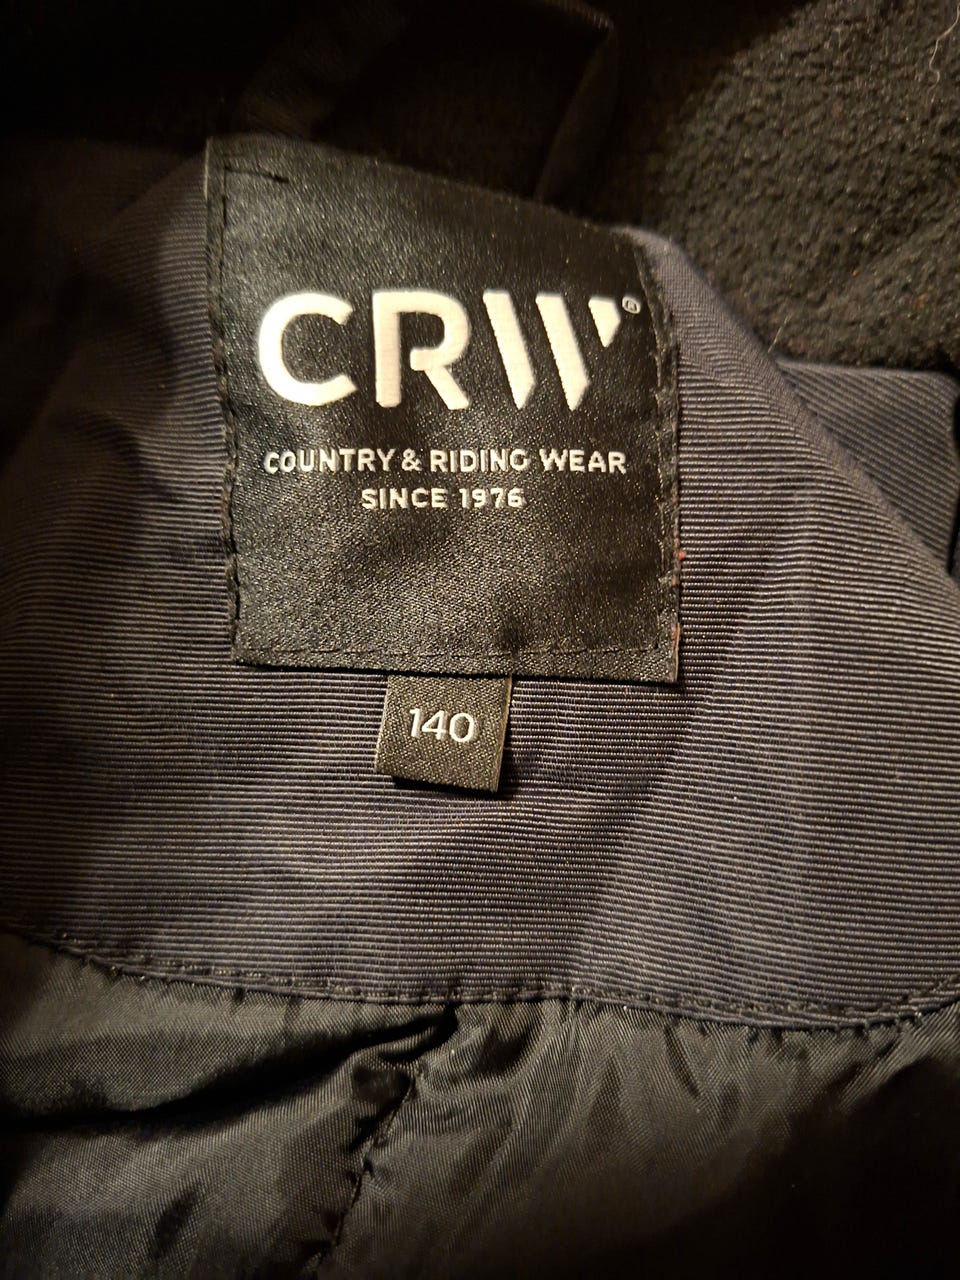 CRW®
COUNTRY & RIDING WEAR
SINCE 1976
140